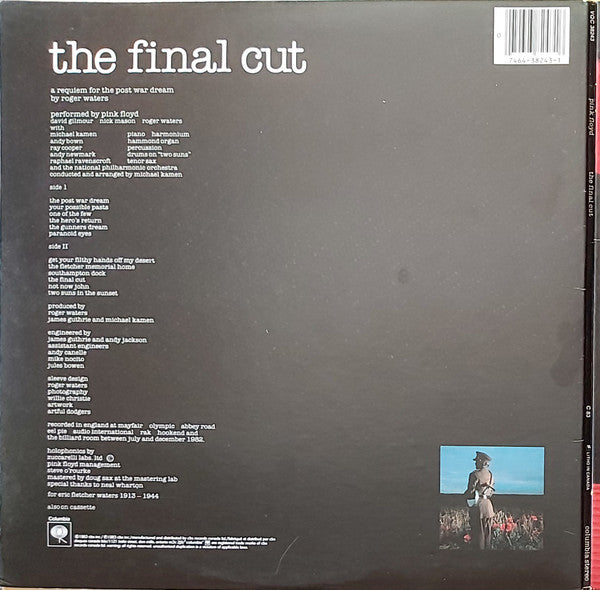 the final cut
a requiem for the post war dream
by roger waters
performed by pink floyd
david gilmour nick mason roger waters
with
michael kamen piano harmonium
andy bown hammond organ
ray cooper percussion
andy newmark drums on "two suns"
raphael ravenscroft tenor sax
and the national philharmonic orchestra
conducted and arranged by michael kamen
side I
the post war dream
your possible pasts
one of the few
the hero's return
the gunners dream
paranoid eyes
side II
get your filthy hands off my desert
the fletcher memorial home
southampton dock
the final cut
not now john
two suns in the sunset
produced by
roger waters
james guthrie and michael kamen
engineered by
james guthrie and andy jackson
assistant engineers
andy canelle
mike nocito
jules bowen
sleeve design
roger waters
photography
willie christie
artwork
artful dodgers
recorded in england at mayfair olympic abbey road
eel pie audio international rak hookend and
the billiard room between july and december 1982.
holophonics by
zuccarelli labs. ltd
pink floyd management
steve o'rourke
mastered by doug sax at the mastering lab
special thanks to neal wharton
for eric fletcher waters 1913 – 1944
also on cassette
Columbia
0
7464-38243-1
VOC 38243
pink floyd
the final cut
C 83
LITHO IN CANADA
columbia stereo